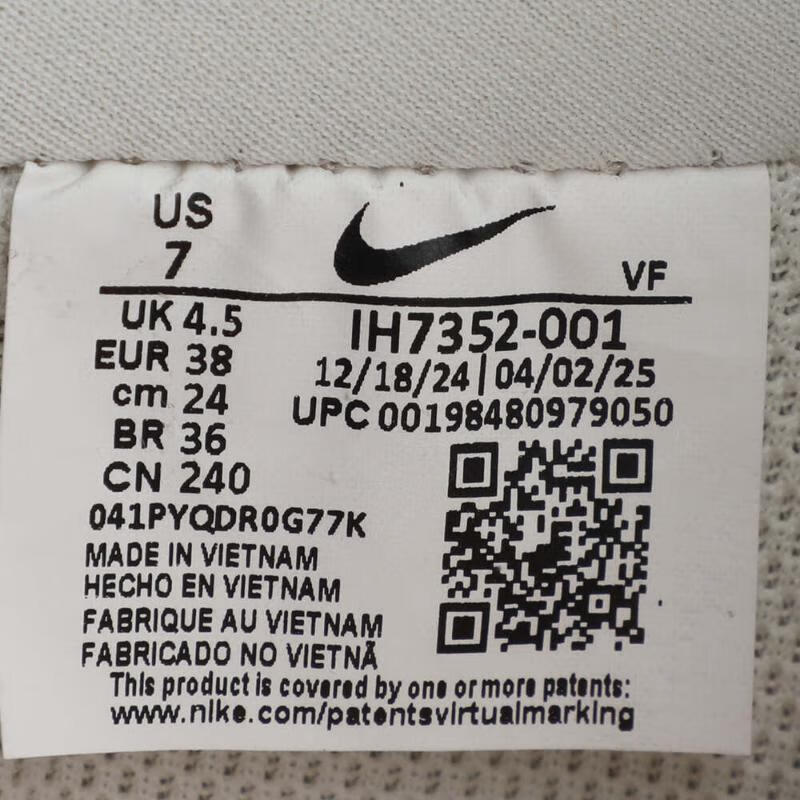 US
7
VF
UK 4.5
EUR 38
cm 24
BR 36
CN 240
IH7352-001
12/18/24 | 04/02/25
UPC 00198480979050
041PYQDR0G77K
MADE IN VIETNAM
HECHO EN VIETNAM
FABRIQUE AU VIETNAM
FABRICADO NO VIETNÃ
This product is covered by one or more patents:
www.nike.com/patentsvirtualmarking